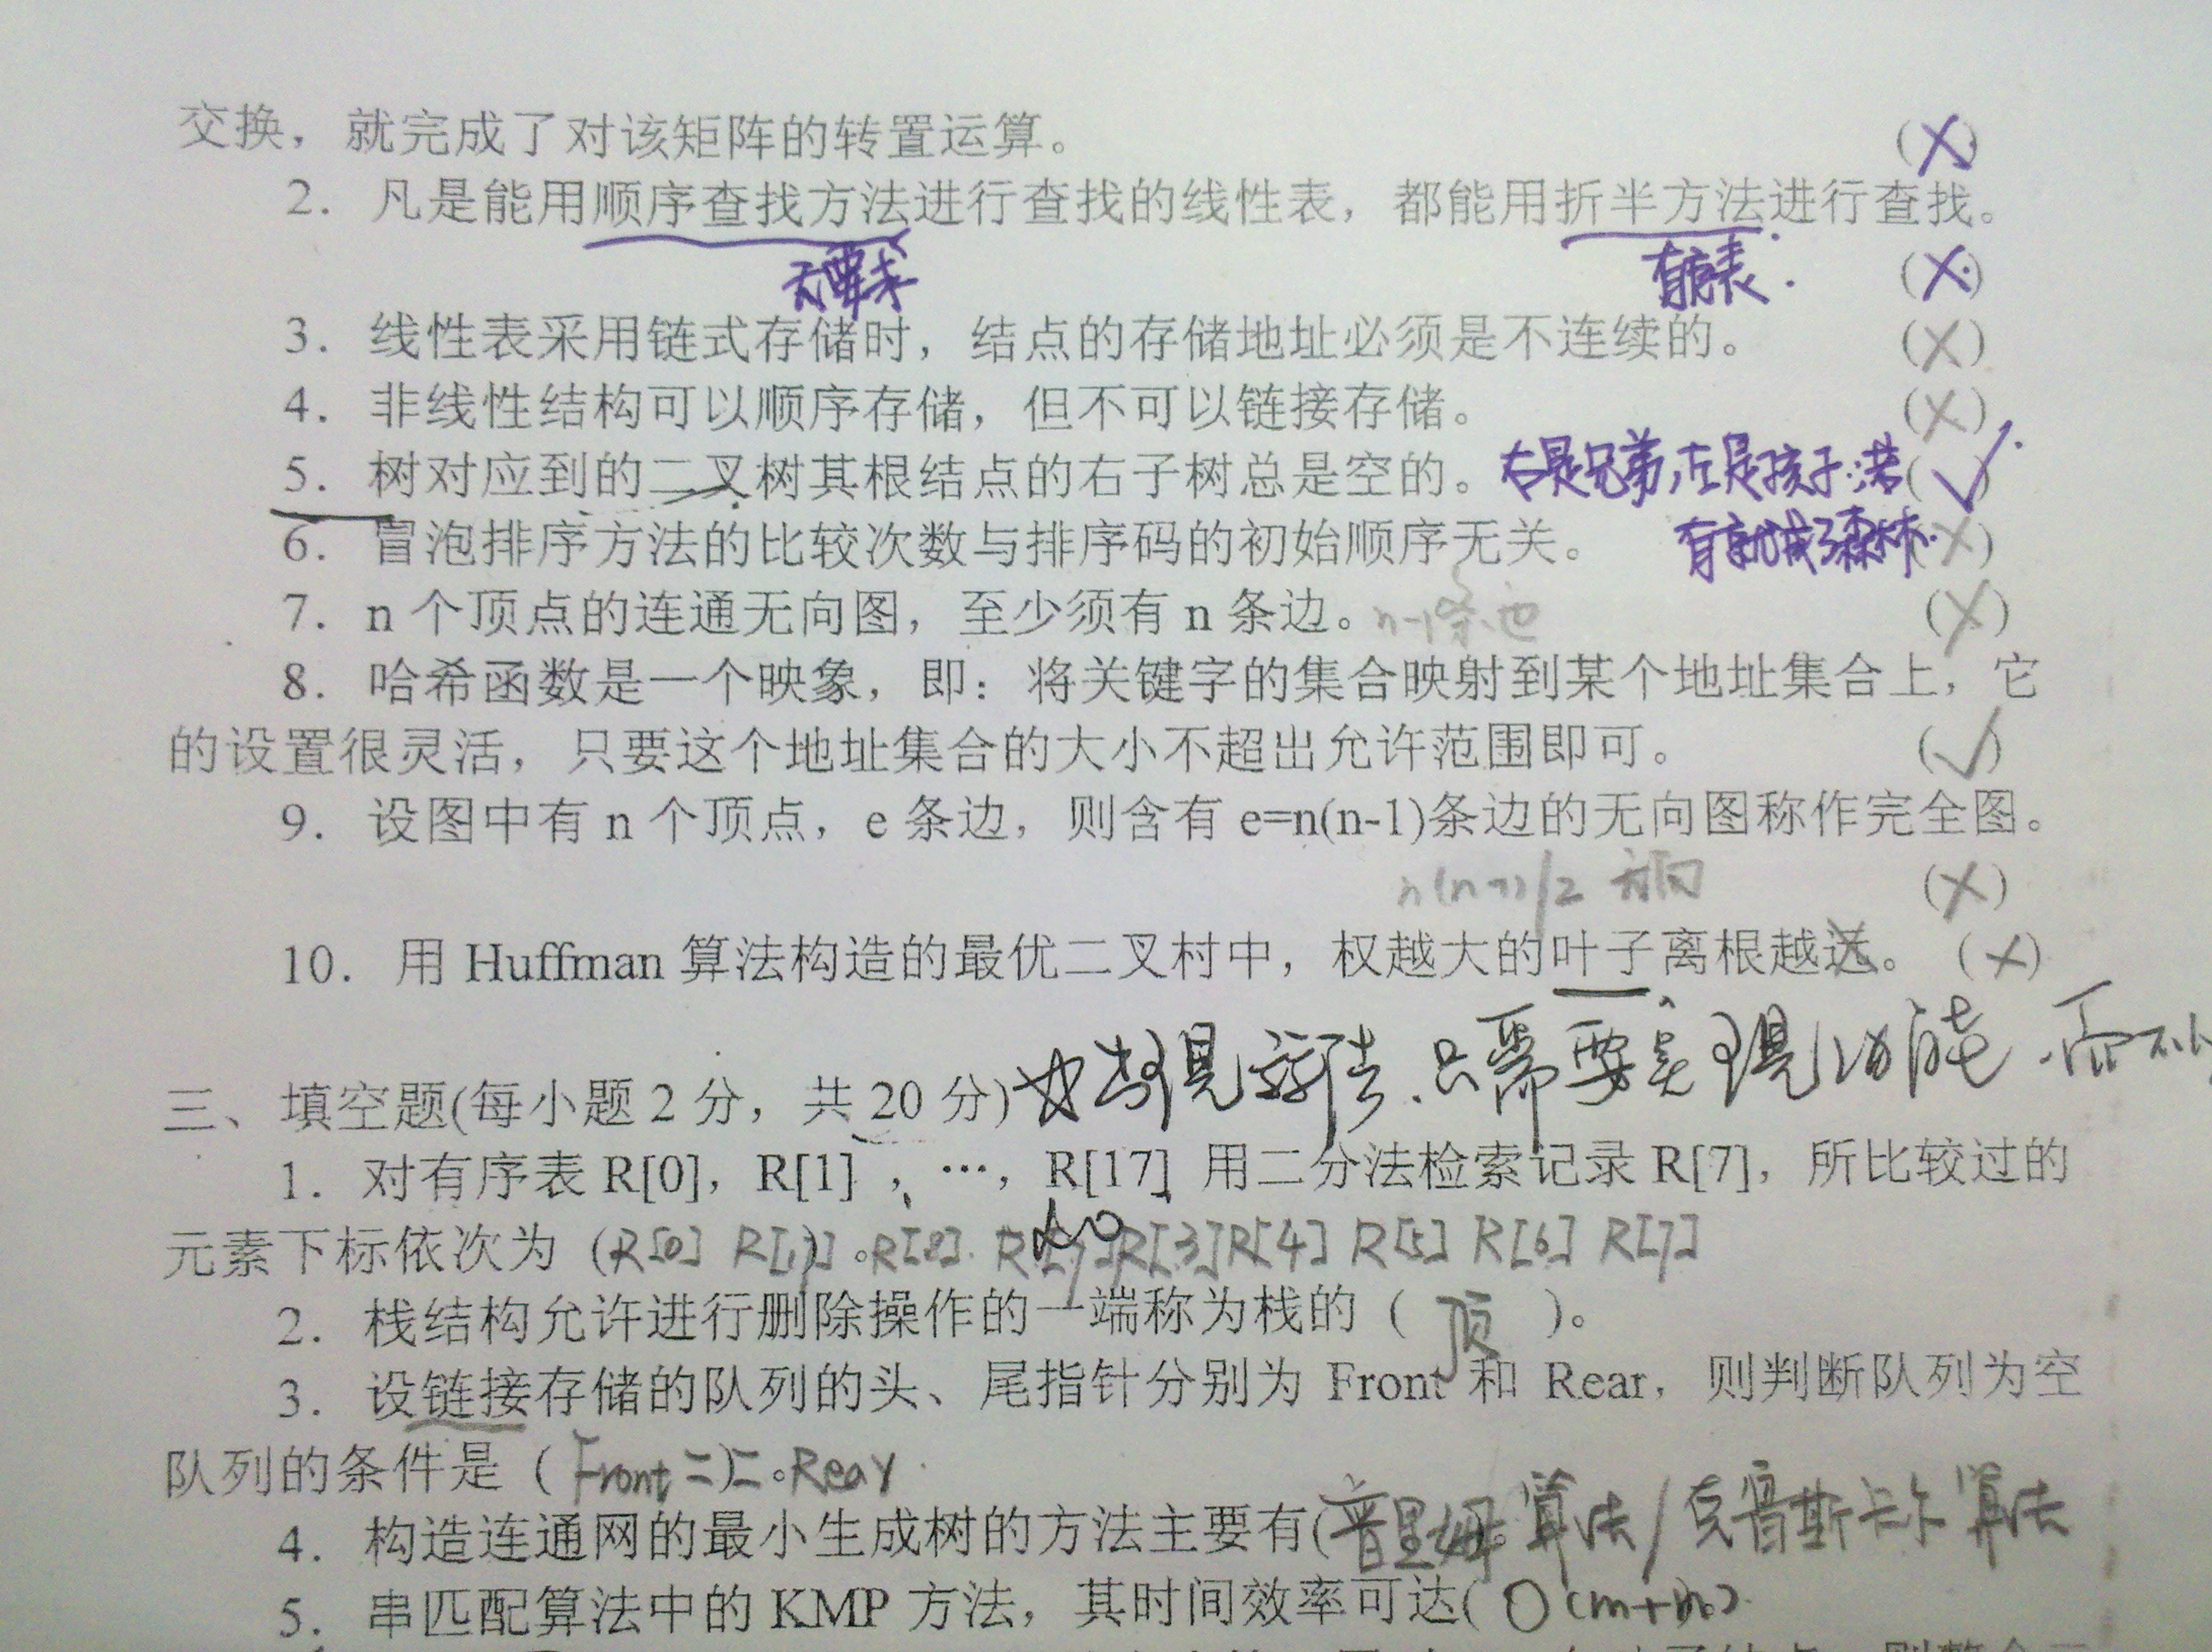 交换，就完成了对该矩阵的转置运算。 (X)
2. 凡是能用顺序查找方法进行查找的线性表，都能用折半方法进行查找。
无要求 有序表. (X)
3. 线性表采用链式存储时，结点的存储地址必须是不连续的。 (X)
4. 非线性结构可以顺序存储，但不可以链接存储。 (X)
5. 树对应到的二叉树其根结点的右子树总是空的。 右是兄弟,左是孩子.若 (√)
有就成了森林.
6. 冒泡排序方法的比较次数与排序码的初始顺序无关。 (X)
7. n 个顶点的连通无向图，至少须有 n 条边。 n-1条边 (X)
8. 哈希函数是一个映象，即：将关键字的集合映射到某个地址集合上，它
的设置很灵活，只要这个地址集合的大小不超出允许范围即可。 (√)
9. 设图中有 n 个顶点，e 条边，则含有 e=n(n-1)条边的无向图称作完全图。
n(n-1)/2 无向 (X)
10. 用 Huffman 算法构造的最优二叉村中，权越大的叶子离根越远。 (X)
只需要实现功能.而不
三、填空题(每小题 2 分，共 20 分)
1. 对有序表 R[0]，R[1] ，…，R[17] 用二分法检索记录 R[7]，所比较过的
元素下标依次为 (R[0] R[1])。R[2]. R[3] R[4] R[5] R[6] R[7]
2. 栈结构允许进行删除操作的一端称为栈的（ 顶 ）。
3. 设链接存储的队列的头、尾指针分别为 Front 和 Rear，则判断队列为空
队列的条件是（Front ==）。Rear
4. 构造连通网的最小生成树的方法主要有(普里姆)。算法/克鲁斯卡尔算法
5. 串匹配算法中的 KMP 方法，其时间效率可达( O(m+n)